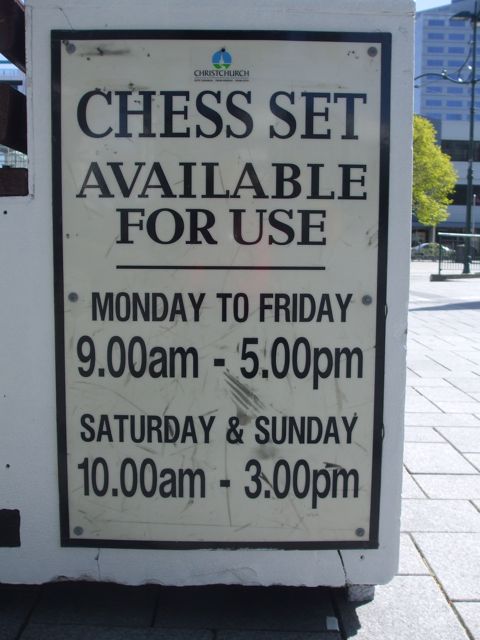 CHRISTCHURCH
CHESS SET
AVAILABLE
FOR USE
MONDAY TO FRIDAY
9.00am - 5.00pm
SATURDAY & SUNDAY
10.00am - 3.00pm